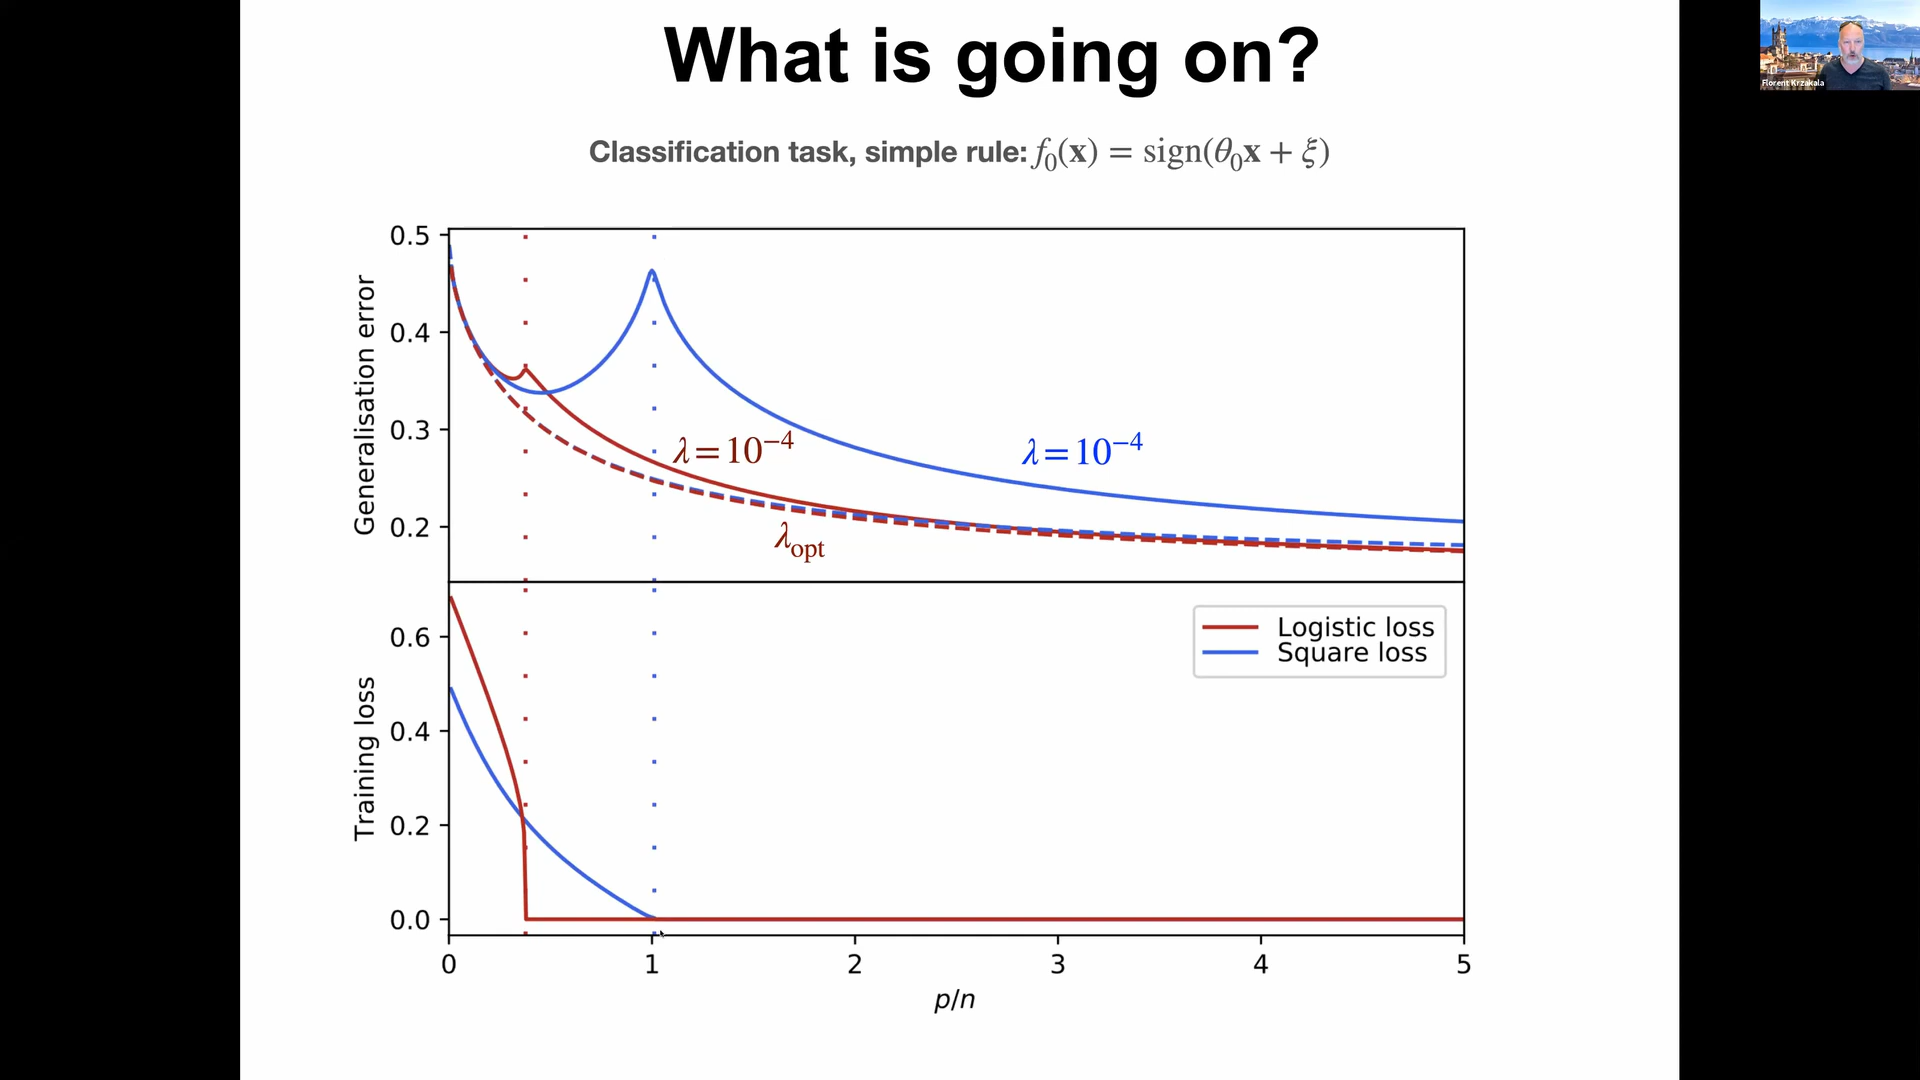 What is going on?
Florent Krzakala
Classification task, simple rule: f₀(x) = sign(θ₀x + ξ)
Generalisation error
0.5
0.4
0.3
0.2
λ = 10⁻⁴
λ = 10⁻⁴
λopt
Training loss
0.6
0.4
0.2
0.0
Logistic loss
Square loss
0 1 2 3 4 5
p/n